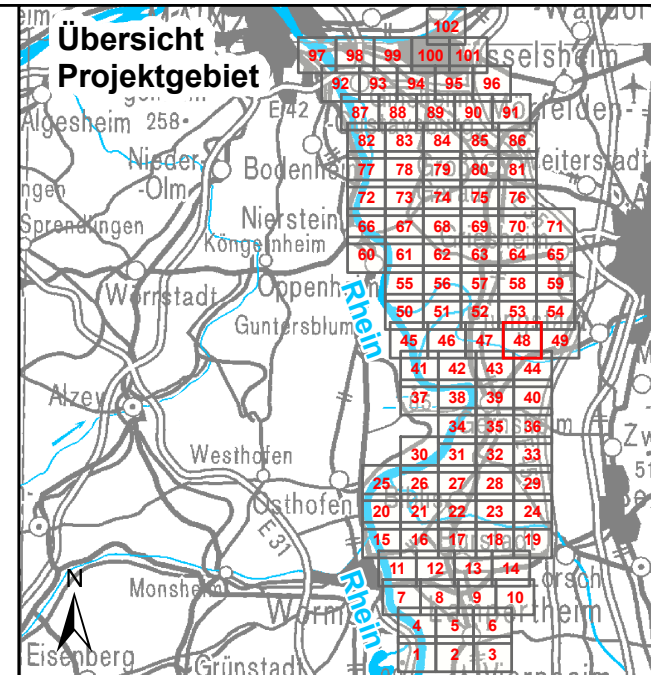 Übersicht
Projektgebiet
102
97 98 99 100 101
sselsheim
92 93 94 95 96
E 42
87 88 89 90 91
felden-
Algesheim 258
82 83 84 85 86
Nieder-
-Olm
Bodenheim
77 78 79 80 81
eiterstadt
72 73 74 75 76
Nierstein
Sprendlingen
66 67 68 69 70 71
Köngernheim
60 61 62 63 64 65
Wörrstadt
Oppenheim
55 56 57 58 59
Rhein
50 51 52 53 54
Guntersblum
45 46 47 48 49
41 42 43 44
Alzey
37 38 39 40
34 35 36
Westhofen
30 31 32 33
25 26 27 28 29
Osthofen
20 21 22 23 24
E 31
15 16 17 18 19
11 12 13 14
orsch
N
Monsheim
Rhein
7 8 9 10
Worm
ertheim
4 5 6
Eisenberg
Grünstadt
1 2 3